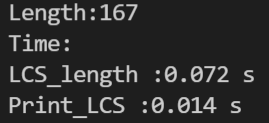 Length:167
Time:
LCS_length :0.072 s
Print_LCS :0.014 s